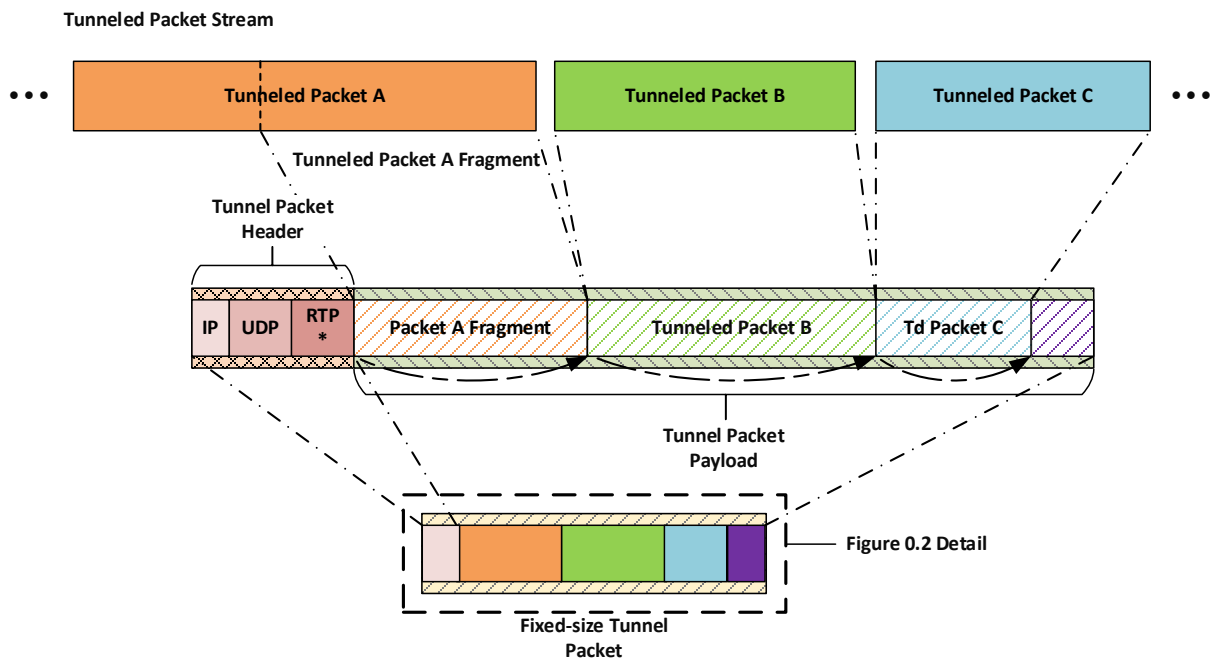 Tunneled Packet Stream
••• Tunneled Packet A Tunneled Packet B Tunneled Packet C •••
Tunneled Packet A Fragment
Tunnel Packet
Header
IP UDP RTP
* Packet A Fragment Tunneled Packet B Td Packet C
Tunnel Packet
Payload
Figure 0.2 Detail
Fixed-size Tunnel
Packet